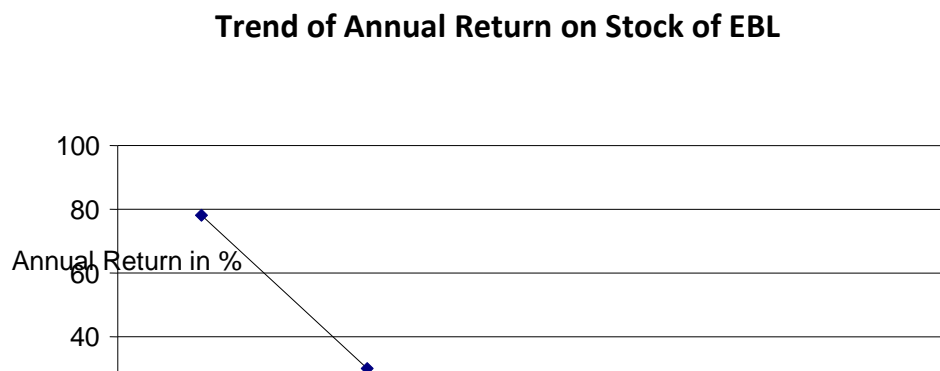 Trend of Annual Return on Stock of EBL
100
80
Annual Return in %
60
40